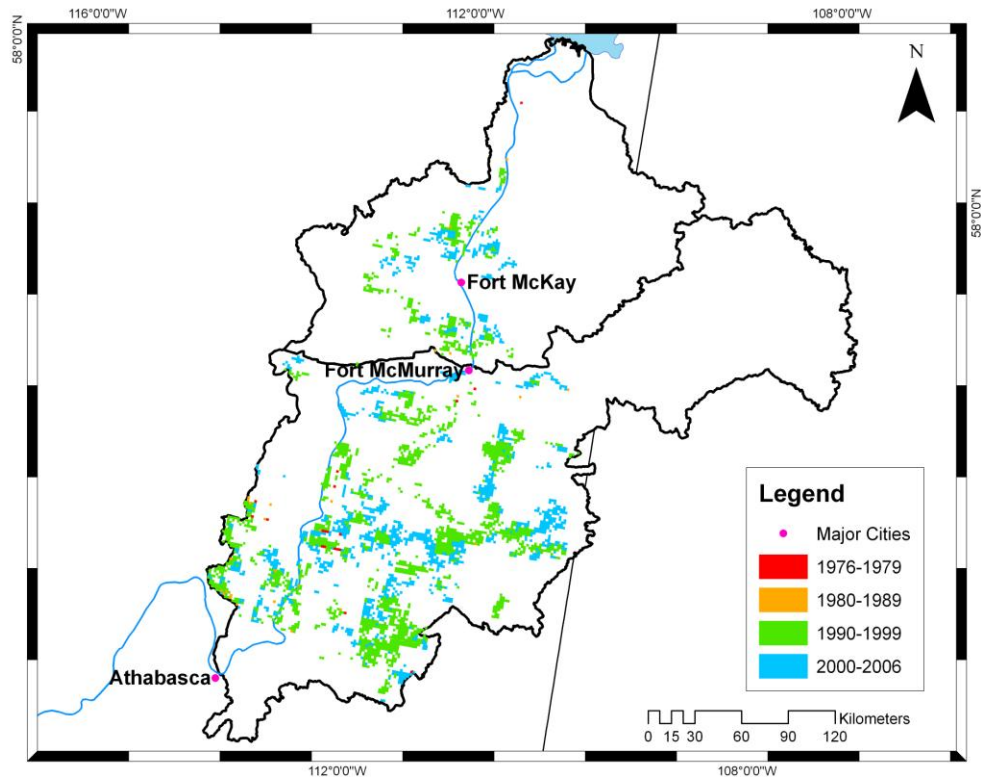 116°0'0"W 112°0'0"W 108°0'0"W
58°0'0"N
N
58°0'0"N
Fort McKay
Fort McMurray
Legend
Major Cities
1976-1979
1980-1989
1990-1999
2000-2006
Athabasca
Kilometers
0 15 30 60 90 120
112°0'0"W 108°0'0"W